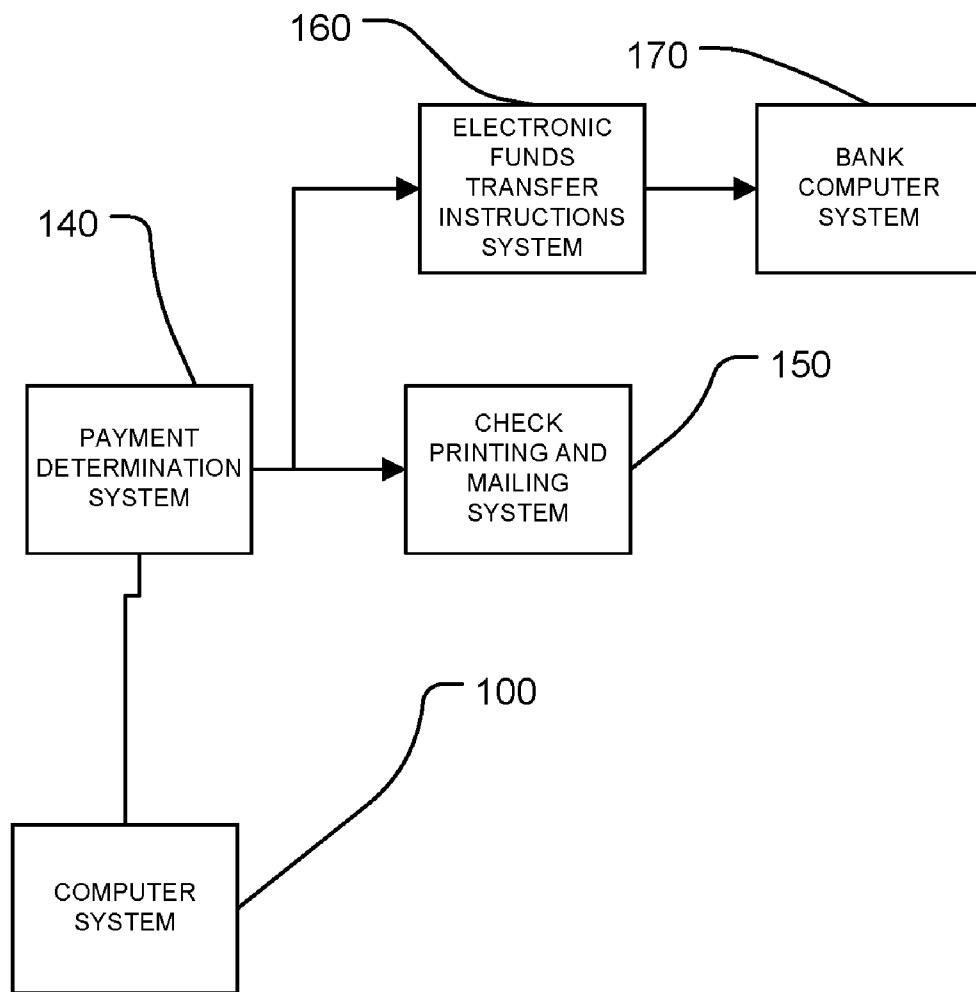 160
170
ELECTRONIC
FUNDS
TRANSFER
INSTRUCTIONS
SYSTEM
BANK
COMPUTER
SYSTEM
140
150
PAYMENT
DETERMINATION
SYSTEM
CHECK
PRINTING AND
MAILING
SYSTEM
100
COMPUTER
SYSTEM